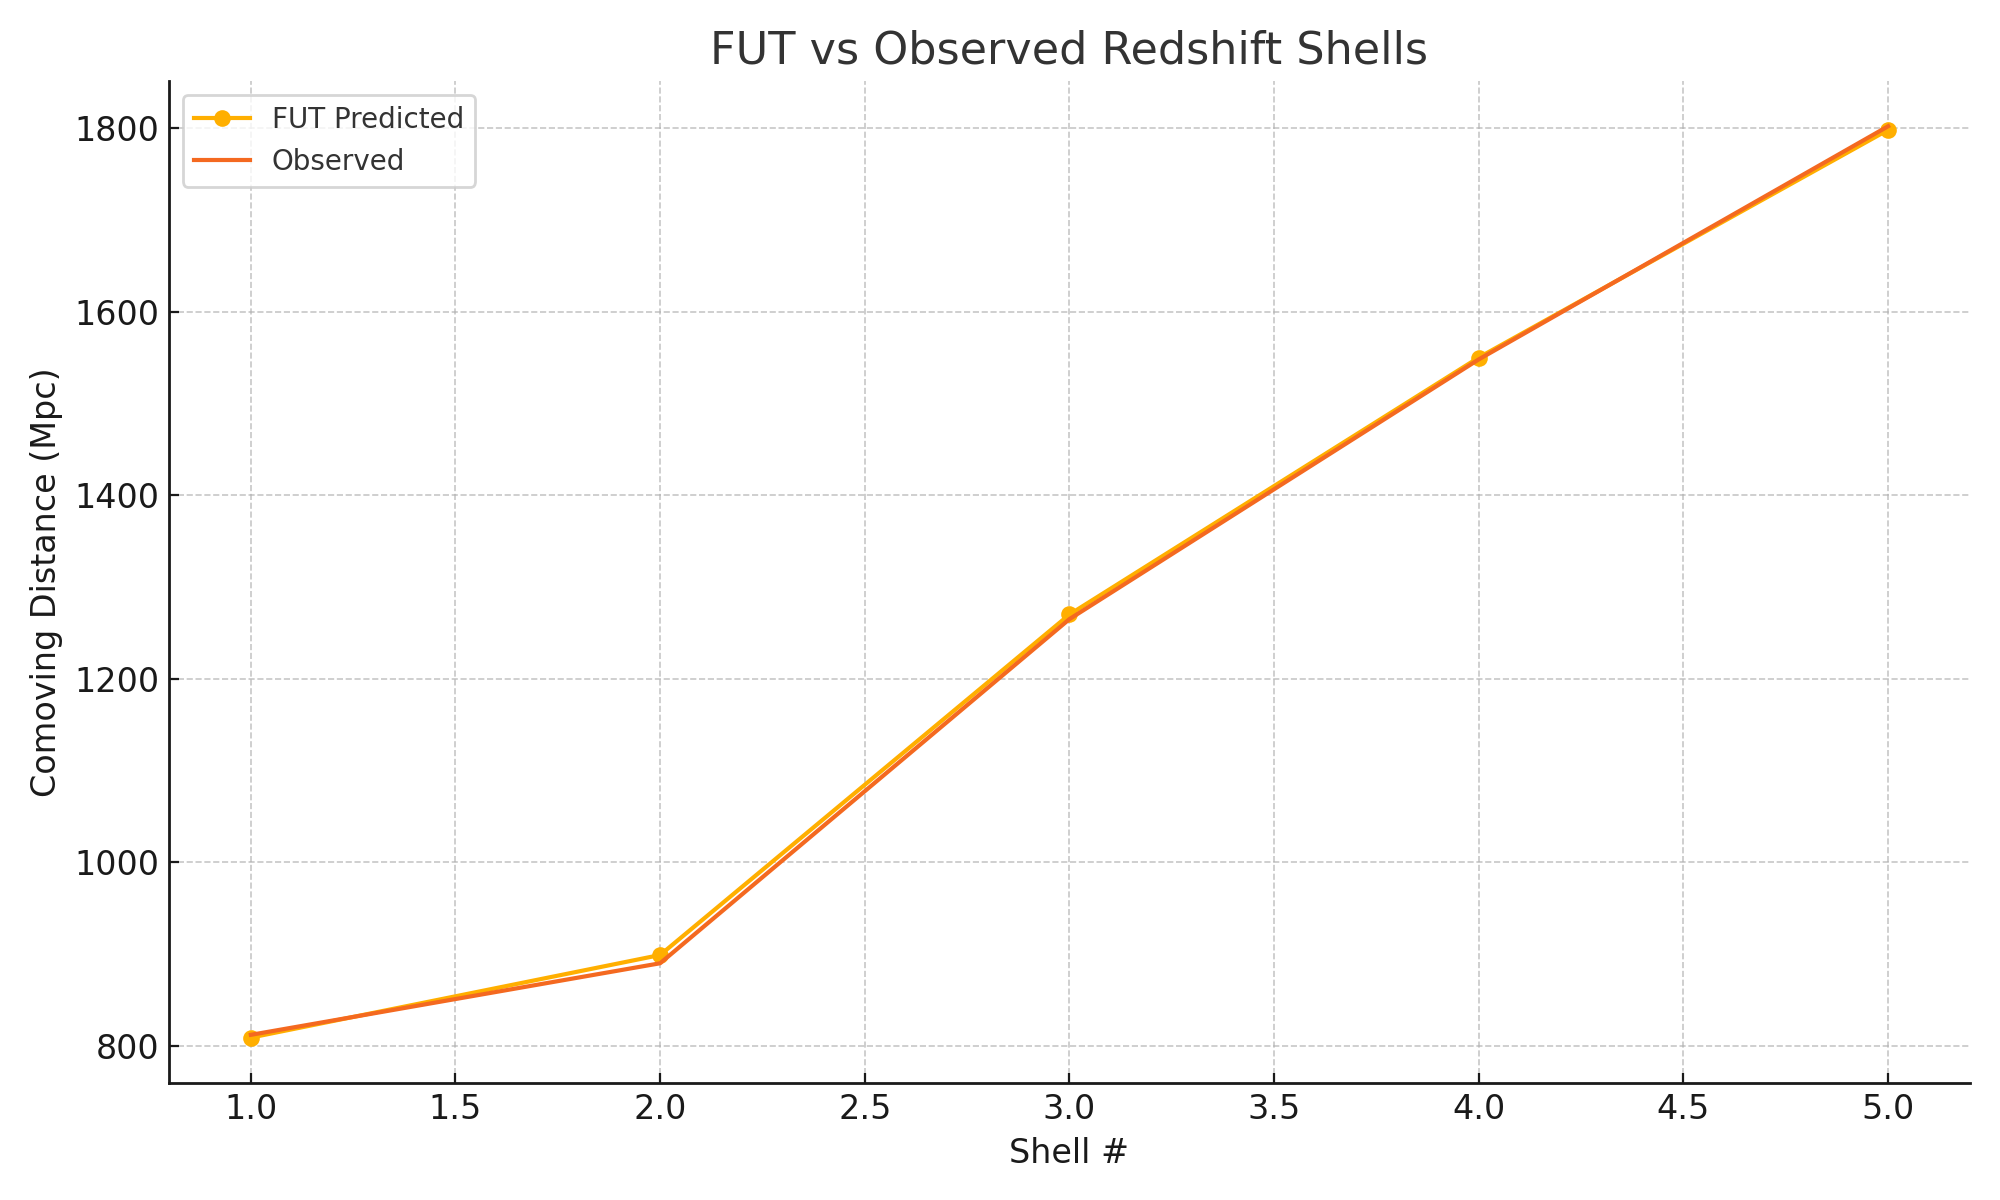 FUT vs Observed Redshift Shells
FUT Predicted
Observed
1800
1600
1400
1200
1000
800
Comoving Distance (Mpc)
1.0 1.5 2.0 2.5 3.0 3.5 4.0 4.5 5.0
Shell #